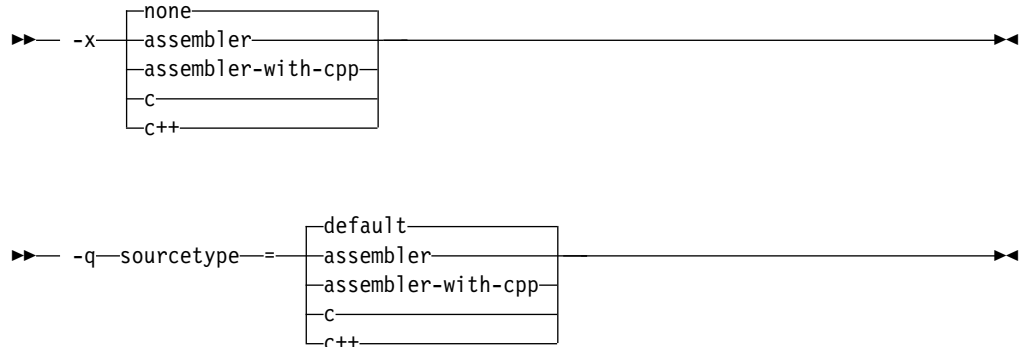 none
-x assembler
assembler-with-cpp
c
c++
default
-q sourcetype = assembler
assembler-with-cpp
c
c++